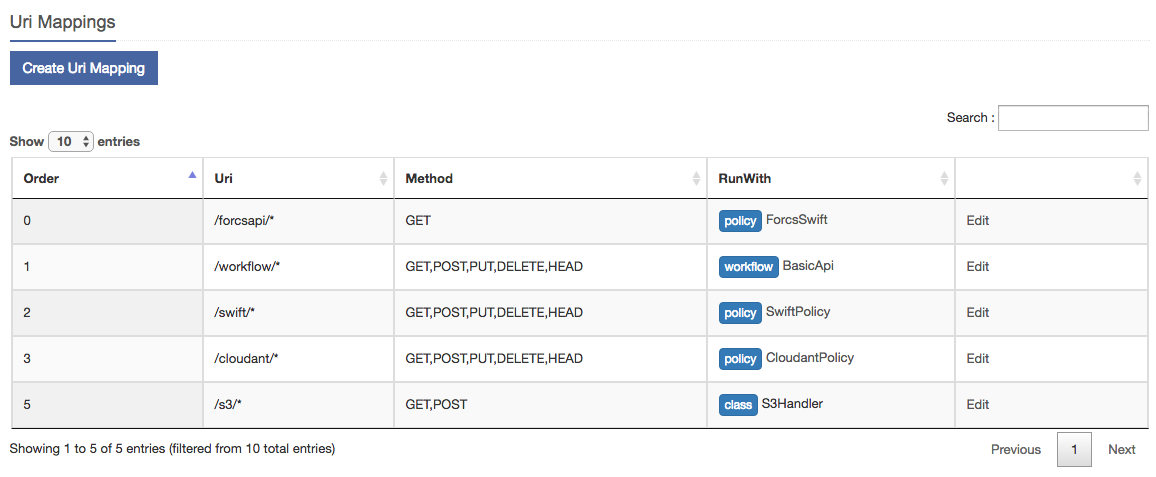 Uri Mappings
Create Uri Mapping
Search :
Show 10 entries
Order Uri Method RunWith
0 /forcsapi/* GET policy ForcsSwift Edit
1 /workflow/* GET,POST,PUT,DELETE,HEAD workflow BasicApi Edit
2 /swift/* GET,POST,PUT,DELETE,HEAD policy SwiftPolicy Edit
3 /cloudant/* GET,POST,PUT,DELETE,HEAD policy CloudantPolicy Edit
5 /s3/* GET,POST class S3Handler Edit
Showing 1 to 5 of 5 entries (filtered from 10 total entries) Previous 1 Next